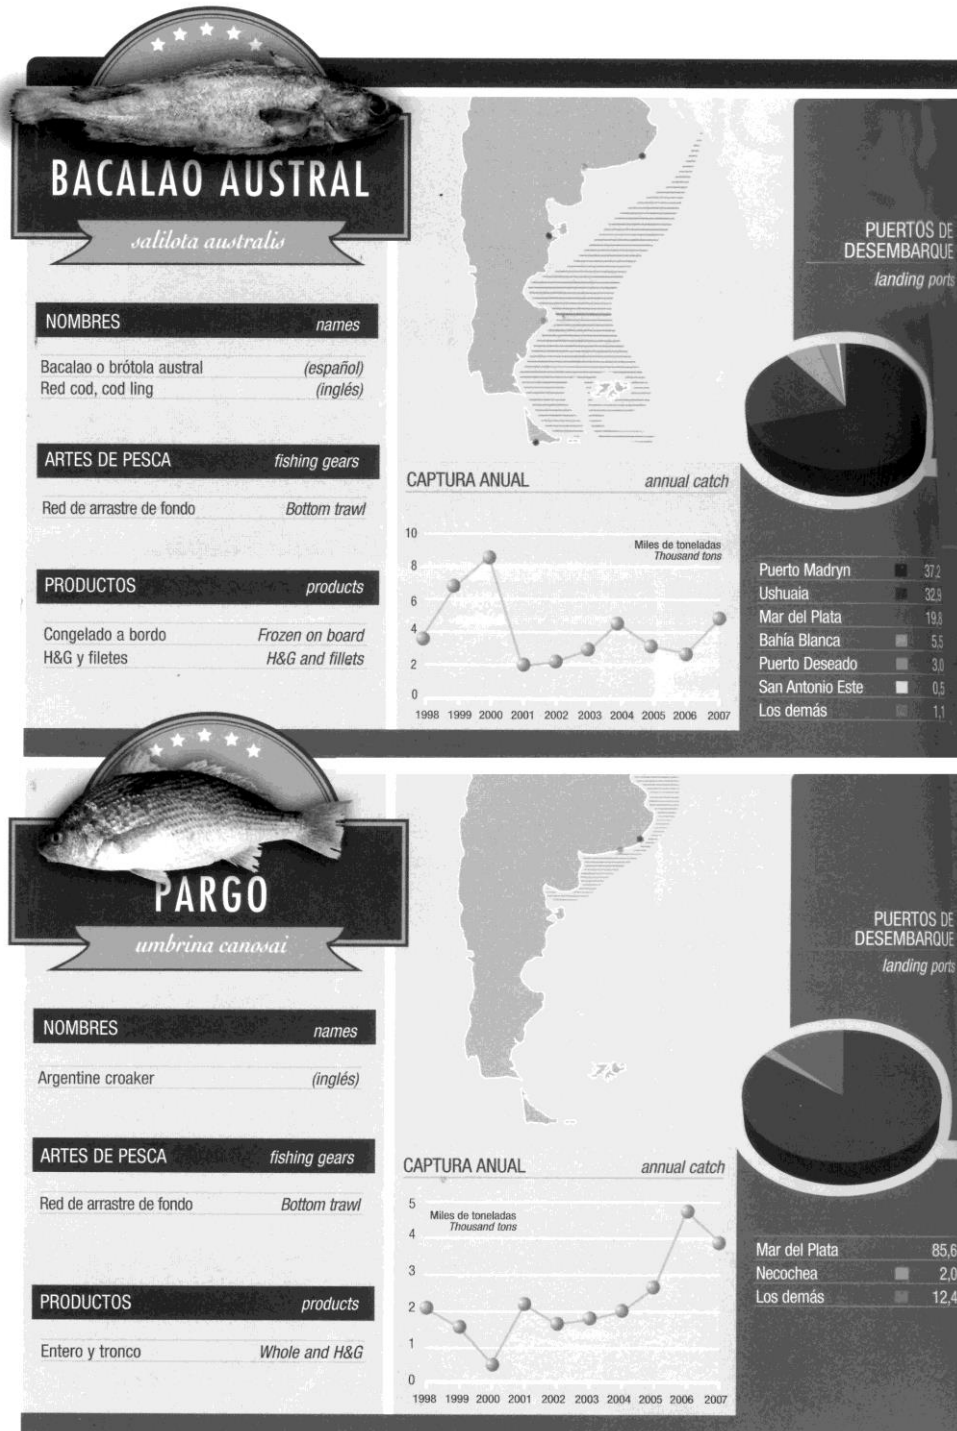 BACALAO AUSTRAL
salilota australis
NOMBRES names
Bacalao o brótola austral (español)
Red cod, cod ling (inglés)
ARTES DE PESCA fishing gears
Red de arrastre de fondo Bottom trawl
PRODUCTOS products
Congelado a bordo Frozen on board
H&G y filetes H&G and fillets
CAPTURA ANUAL annual catch
Miles de toneladas
Thousand tons
10
8
6
4
2
0
1998 1999 2000 2001 2002 2003 2004 2005 2006 2007
PUERTOS DE
DESEMBARQUE
landing ports
Puerto Madryn 37,2
Ushuaia 32,9
Mar del Plata 19,8
Bahía Blanca 5,5
Puerto Deseado 3,0
San Antonio Este 0,5
Los demás 1,1
PARGO
umbrina canosai
NOMBRES names
Argentine croaker (inglés)
ARTES DE PESCA fishing gears
Red de arrastre de fondo Bottom trawl
PRODUCTOS products
Entero y tronco Whole and H&G
CAPTURA ANUAL annual catch
Miles de toneladas
Thousand tons
5
4
3
2
1
0
1998 1999 2000 2001 2002 2003 2004 2005 2006 2007
PUERTOS DE
DESEMBARQUE
landing ports
Mar del Plata 85,6
Necochea 2,0
Los demás 12,4